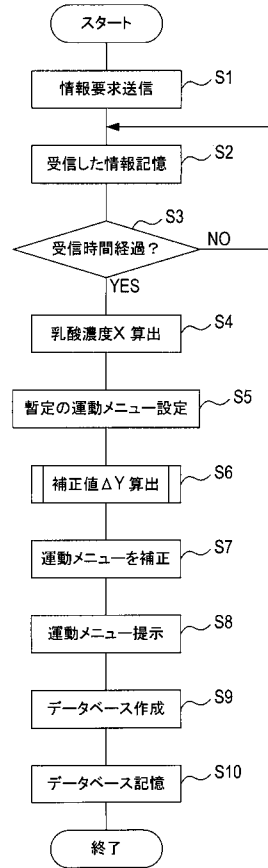 スタート
情報要求送信
S1
受信した情報記憶
S2
受信時間経過?
S3
NO
YES
乳酸濃度X 算出
S4
暫定の運動メニュー設定
S5
補正値ΔY 算出
S6
運動メニューを補正
S7
運動メニュー提示
S8
データベース作成
S9
データベース記憶
S10
終了